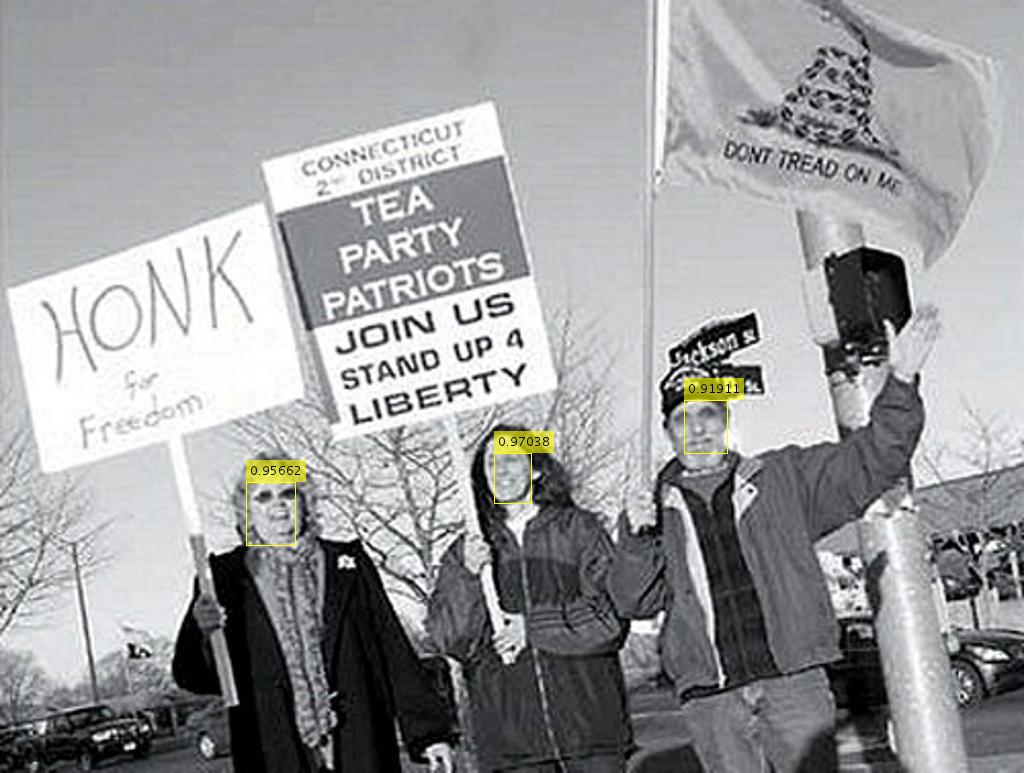 HONK
for
Freedom
CONNECTICUT
2ND DISTRICT
TEA
PARTY
PATRIOTS
JOIN US
STAND UP 4
LIBERTY
DONT TREAD ON ME
Jackson St
0.95662
0.97038
0.91911